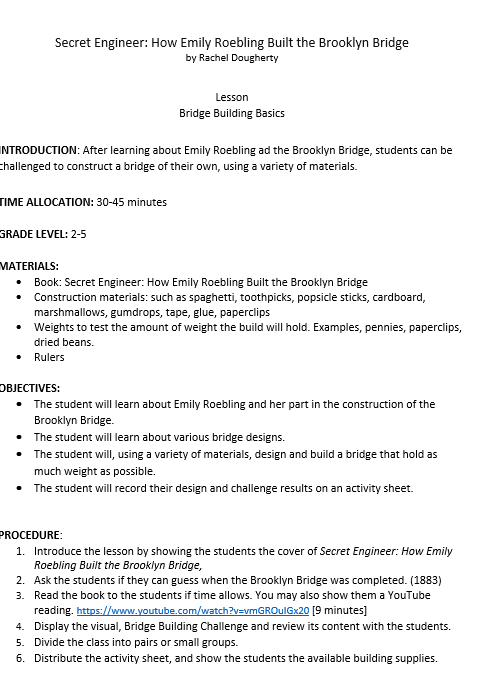 Secret Engineer: How Emily Roebling Built the Brooklyn Bridge
by Rachel Dougherty
Lesson
Bridge Building Basics
INTRODUCTION: After learning about Emily Roebling ad the Brooklyn Bridge, students can be
challenged to construct a bridge of their own, using a variety of materials.
TIME ALLOCATION: 30-45 minutes
GRADE LEVEL: 2-5
MATERIALS:
• Book: Secret Engineer: How Emily Roebling Built the Brooklyn Bridge
• Construction materials: such as spaghetti, toothpicks, popsicle sticks, cardboard,
marshmallows, gumdrops, tape, glue, paperclips
• Weights to test the amount of weight the build will hold. Examples, pennies, paperclips,
dried beans.
• Rulers
OBJECTIVES:
• The student will learn about Emily Roebling and her part in the construction of the
Brooklyn Bridge.
• The student will learn about various bridge designs.
• The student will, using a variety of materials, design and build a bridge that hold as
much weight as possible.
• The student will record their design and challenge results on an activity sheet.
PROCEDURE:
1. Introduce the lesson by showing the students the cover of Secret Engineer: How Emily
Roebling Built the Brooklyn Bridge,
2. Ask the students if they can guess when the Brooklyn Bridge was completed. (1883)
3. Read the book to the students if time allows. You may also show them a YouTube
reading. https://www.youtube.com/watch?v=vmGROulGx20 [9 minutes]
4. Display the visual, Bridge Building Challenge and review its content with the students.
5. Divide the class into pairs or small groups.
6. Distribute the activity sheet, and show the students the available building supplies.